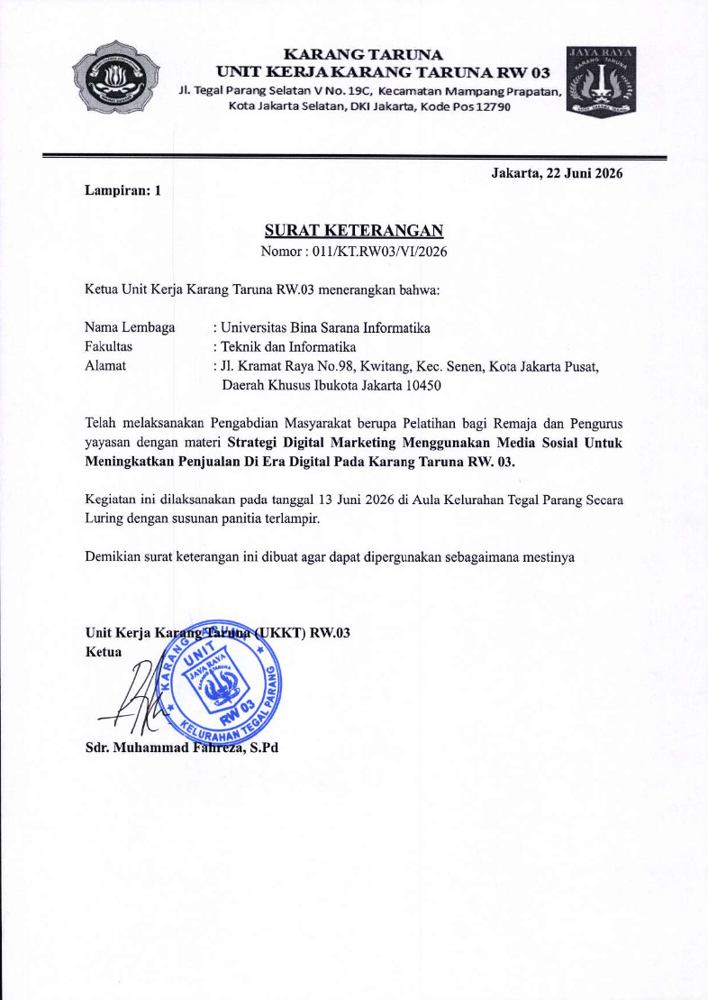 KARANG TARUNA
UNIT KERJA KARANG TARUNA RW 03
Jl. Tegal Parang Selatan V No. 19C, Kecamatan Mampang Prapatan,
Kota Jakarta Selatan, DKI Jakarta, Kode Pos 12790
JAYA RAYA
KARANG TARUNA
Jakarta, 22 Juni 2026
Lampiran: 1
SURAT KETERANGAN
Nomor : 011/KT.RW03/VI/2026
Ketua Unit Kerja Karang Taruna RW.03 menerangkan bahwa:
Nama Lembaga : Universitas Bina Sarana Informatika
Fakultas : Teknik dan Informatika
Alamat : Jl. Kramat Raya No.98, Kwitang, Kec. Senen, Kota Jakarta Pusat,
Daerah Khusus Ibukota Jakarta 10450
Telah melaksanakan Pengabdian Masyarakat berupa Pelatihan bagi Remaja dan Pengurus
yayasan dengan materi Strategi Digital Marketing Menggunakan Media Sosial Untuk
Meningkatkan Penjualan Di Era Digital Pada Karang Taruna RW. 03.
Kegiatan ini dilaksanakan pada tanggal 13 Juni 2026 di Aula Kelurahan Tegal Parang Secara
Luring dengan susunan panitia terlampir.
Demikian surat keterangan ini dibuat agar dapat dipergunakan sebagaimana mestinya
Unit Kerja Karang Taruna (UKKT) RW.03
Ketua
KARANG TARUNA
UNIT
JAYA RAYA
KARANG TARUNA
RW 03
KELURAHAN TEGAL PARANG
Sdr. Muhammad Fahreza, S.Pd